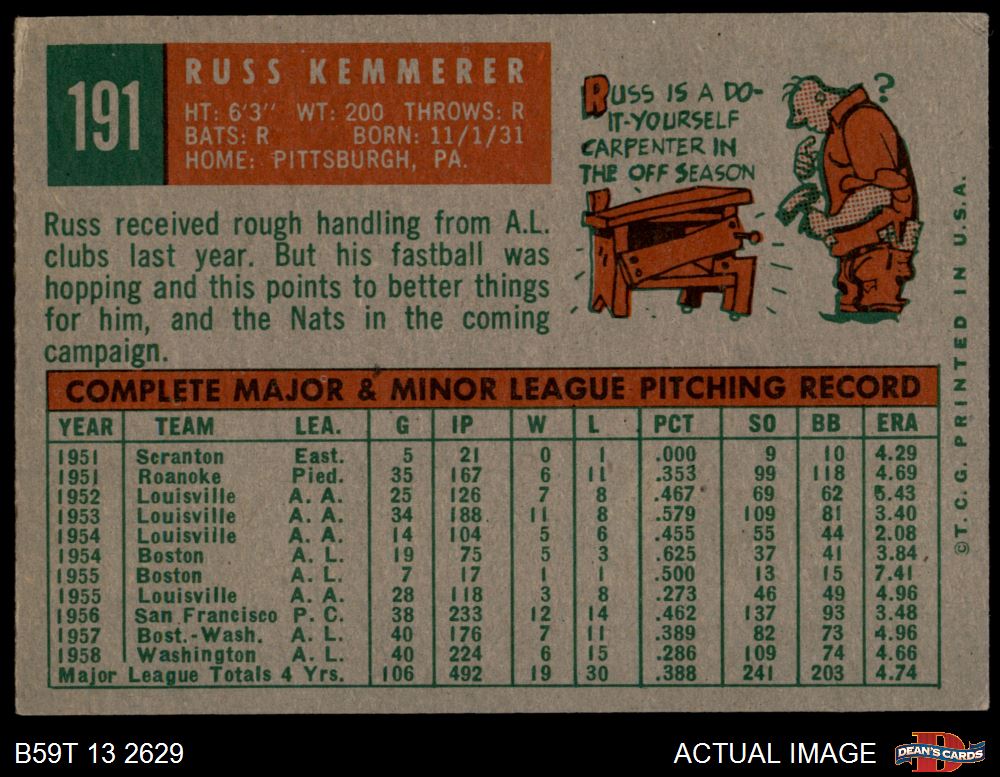 191
RUSS KEMMERER
HT: 6'3" WT: 200 THROWS: R
BATS: R BORN: 11/1/31
HOME: PITTSBURGH, PA.
RUSS IS A DO-
IT-YOURSELF
CARPENTER IN
THE OFF SEASON
?
Russ received rough handling from A.L.
clubs last year. But his fastball was
hopping and this points to better things
for him, and the Nats in the coming
campaign.
COMPLETE MAJOR & MINOR LEAGUE PITCHING RECORD
YEAR TEAM LEA. G IP W L PCT SO BB ERA
1951 Scranton East. 5 21 0 1 .000 9 10 4.29
1951 Roanoke Pied. 35 167 6 11 .353 99 118 4.69
1952 Louisville A. A. 25 126 7 8 .467 69 62 5.43
1953 Louisville A. A. 34 188 11 8 .579 109 81 3.40
1954 Louisville A. A. 14 104 5 6 .455 55 44 2.08
1954 Boston A. L. 19 75 5 3 .625 37 41 3.84
1955 Boston A. L. 7 17 1 1 .500 13 15 7.41
1955 Louisville A. A. 28 118 3 8 .273 46 49 4.96
1956 San Francisco P. C. 38 233 12 14 .462 137 93 3.48
1957 Bost.-Wash. A. L. 40 176 7 11 .389 82 73 4.96
1958 Washington A. L. 40 224 6 15 .286 109 74 4.66
Major League Totals 4 Yrs. 106 492 19 30 .388 241 203 4.74
©T. C. G. PRINTED IN U.S.A.
B59T 13 2629
ACTUAL IMAGE
DEAN'S CARDS